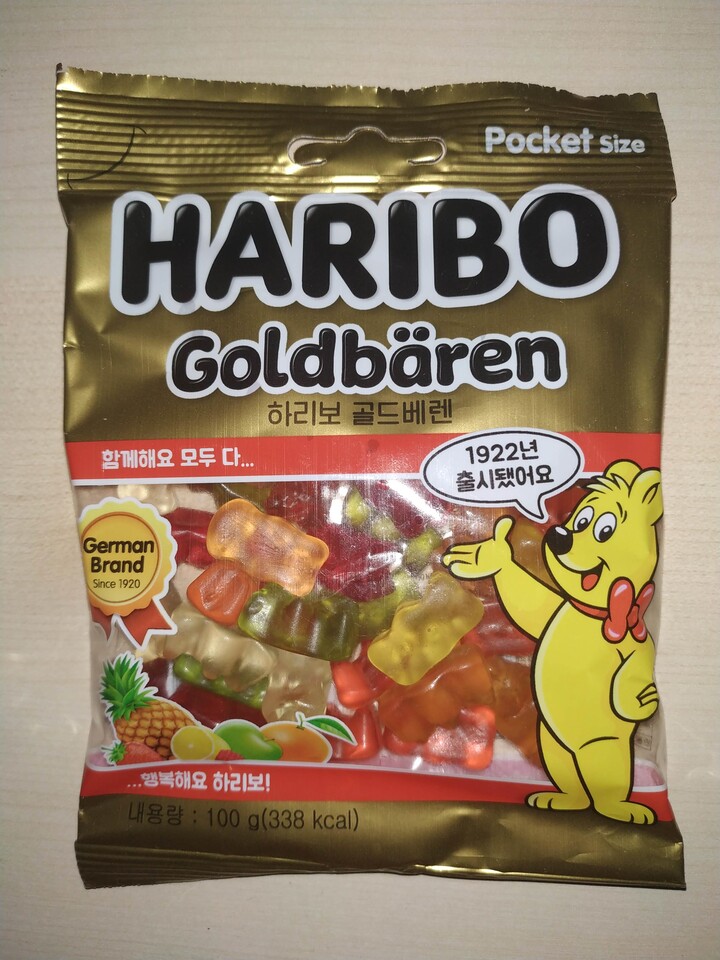 Pocket Size
HARIBO
Goldbären
하리보 골드베렌
함께해요 모두 다...
1922년
출시됐어요
German
Brand
Since 1920
...행복해요 하리보!
내용량 : 100 g(338 kcal)